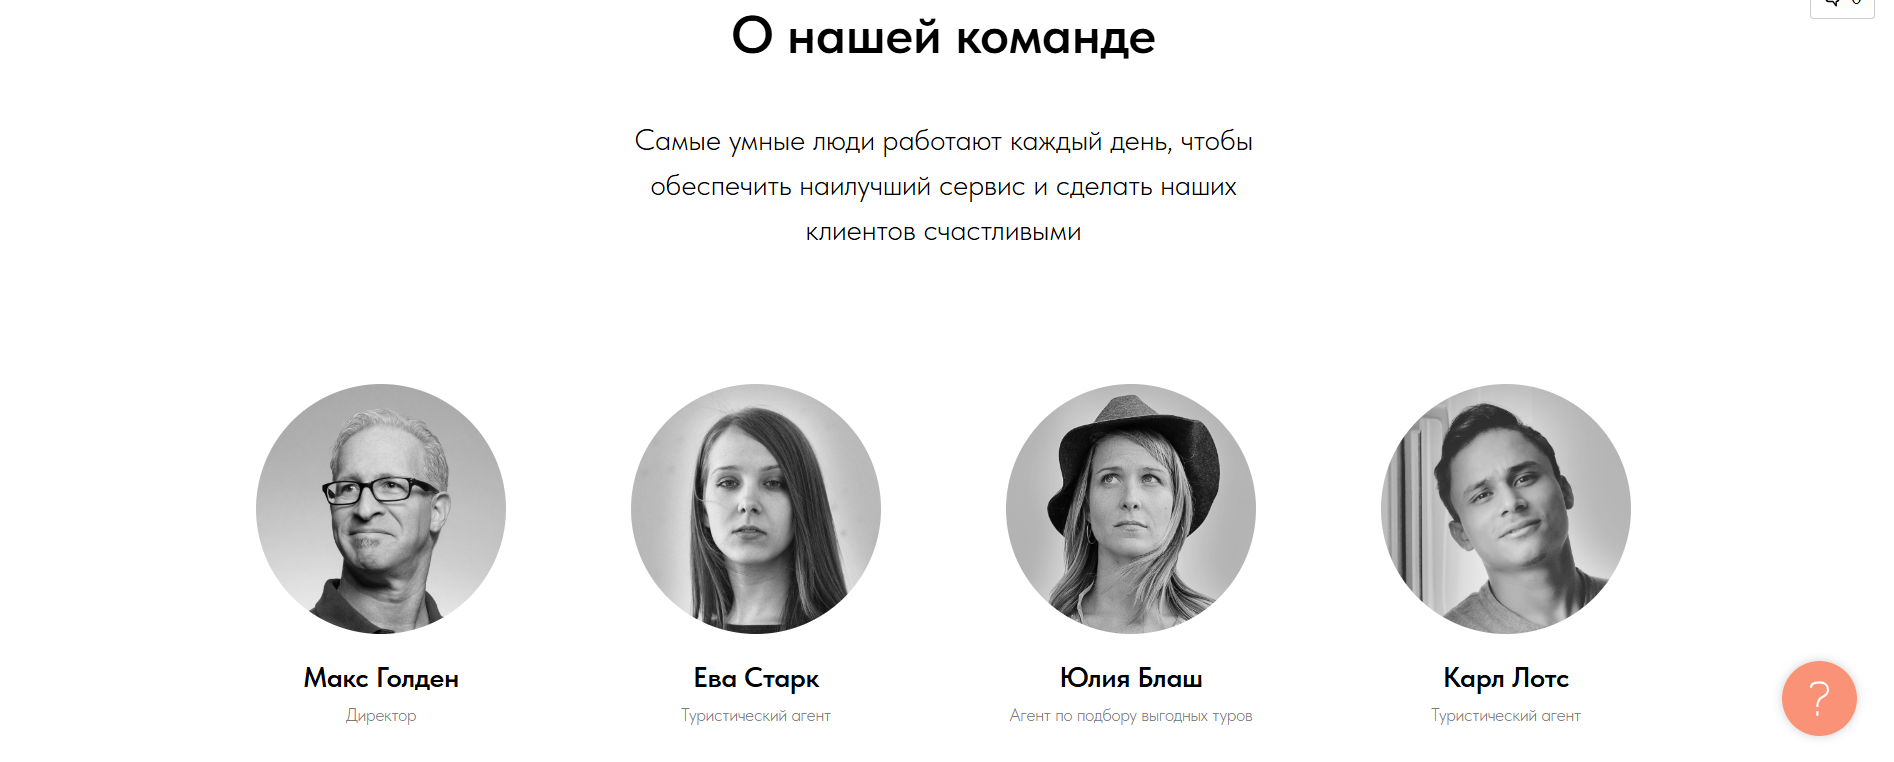 О нашей команде
Самые умные люди работают каждый день, чтобы
обеспечить наилучший сервис и сделать наших
клиентов счастливыми
Макс Голден
Директор
Ева Старк
Туристический агент
Юлия Блаш
Агент по подбору выгодных туров
Карл Лотс
Туристический агент
?